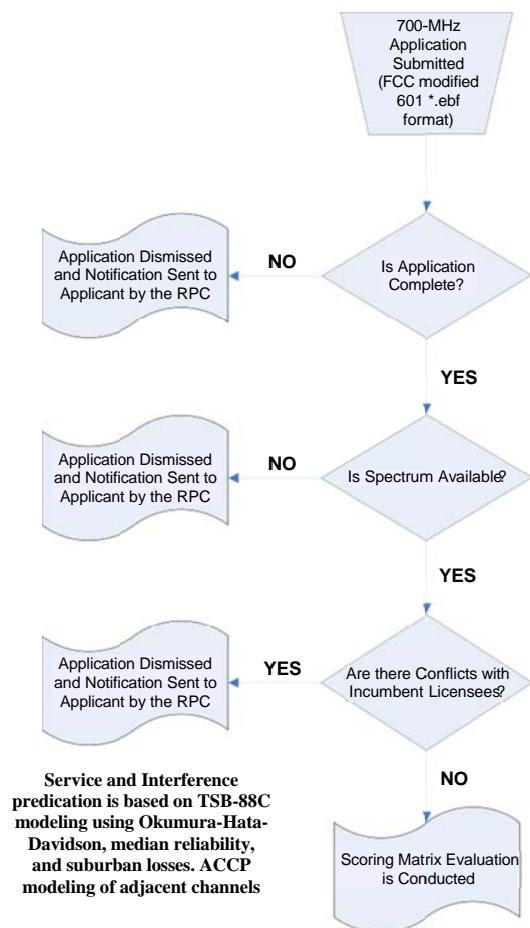 700-MHz
Application
Submitted
(FCC modified
601 *.ebf
format)
Application Dismissed
and Notification Sent to
Applicant by the RPC
NO
Is Application
Complete?
YES
Application Dismissed
and Notification Sent to
Applicant by the RPC
NO
Is Spectrum Available?
YES
Application Dismissed
and Notification Sent to
Applicant by the RPC
YES
Are there Conflicts with
Incumbent Licensees?
NO
Service and Interference
predication is based on TSB-88C
modeling using Okumura-Hata-
Davidson, median reliability,
and suburban losses. ACCP
modeling of adjacent channels
Scoring Matrix Evaluation
is Conducted